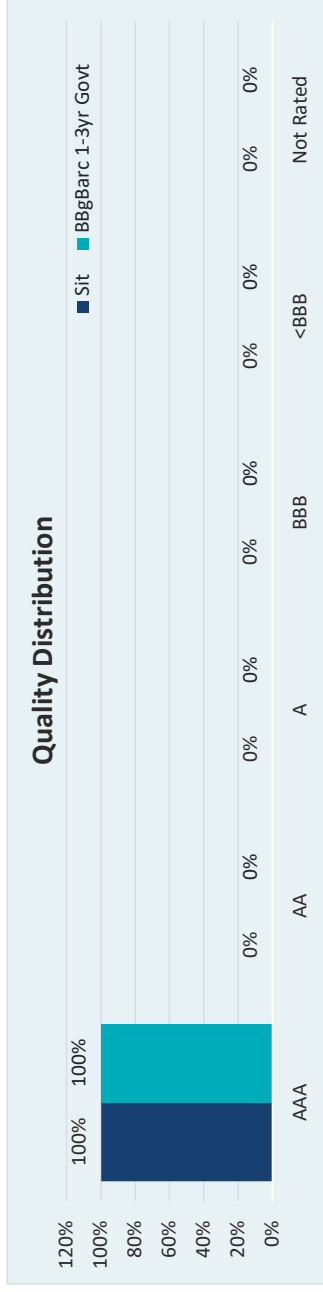 Quality Distribution
Sit
BBgBarc 1-3yr Govt
120%
100%
80%
60%
40%
20%
0%
100%
100%
0%
0%
0%
0%
0%
0%
0%
0%
0%
0%
AAA
AA
A
BBB
<BBB
Not Rated